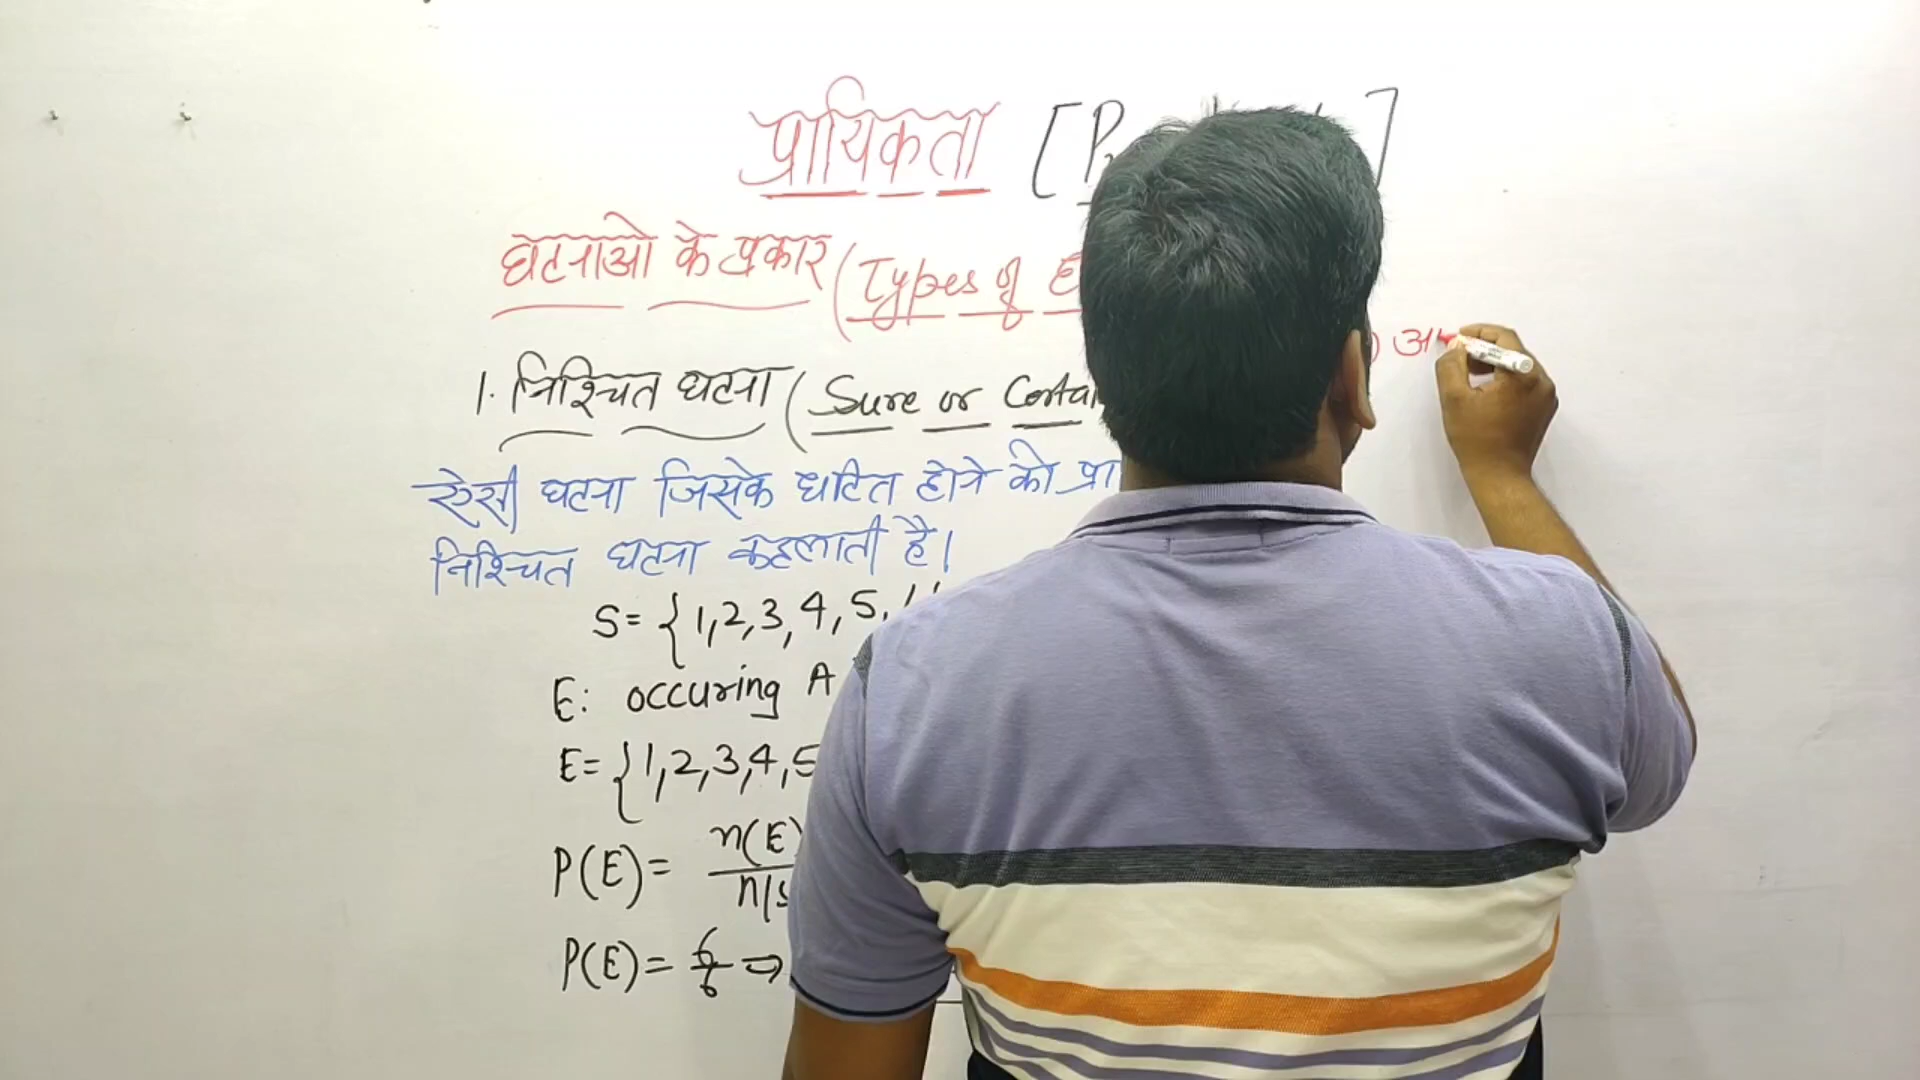 प्रायिकता [
घटनाओ के प्रकार (Types of
1. निश्चित घटना (Sure or
ऐसी घटना जिसके घटित होने की
निश्चित घटना कहलाती है।
S= {1,2,3,4,5,
E: occuring A
E= {1,2,3,4,5
P(E)= n(E)
P(E)= 6/6 ⇒